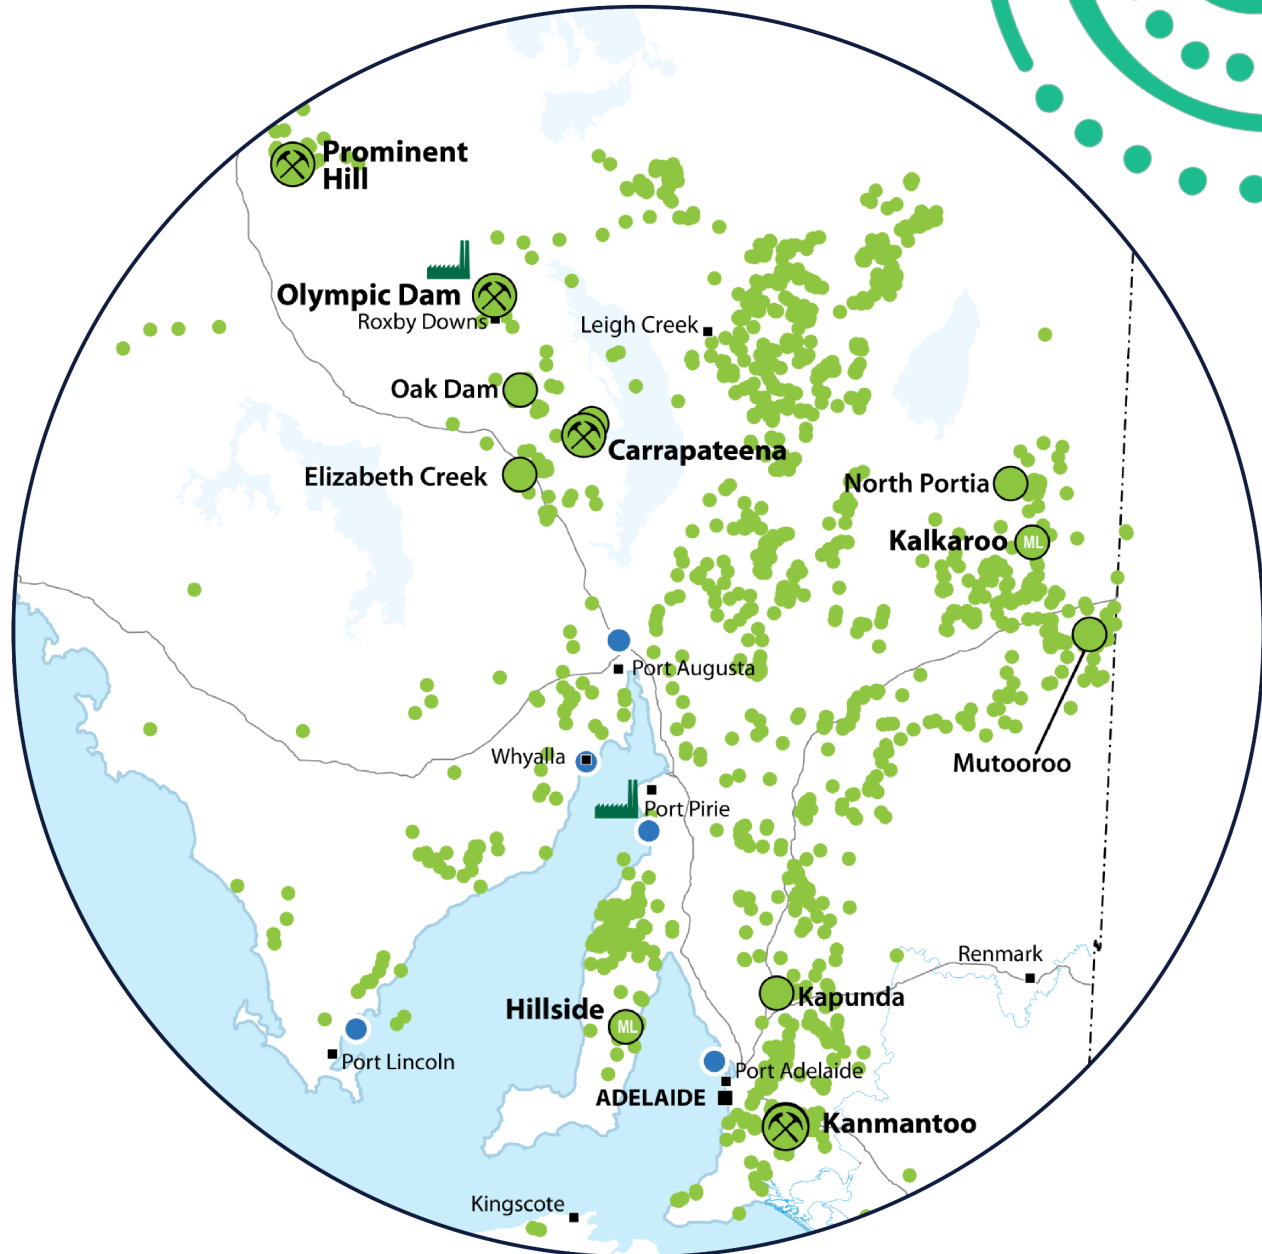 Prominent
Hill
Olympic Dam
Roxby Downs
Leigh Creek
Oak Dam
Carrapateena
Elizabeth Creek
North Portia
Kalkaroo
ML
Port Augusta
Whyalla
Mutooroo
Port Pirie
Renmark
Kapunda
Hillside
ML
Port Lincoln
Port Adelaide
ADELAIDE
Kanmantoo
Kingscote